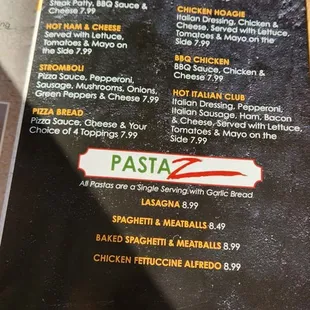 Steak Patty, BBQ Sauce &
Cheese 7.99
HOT HAM & CHEESE
Served with Lettuce,
Tomatoes & Mayo on
the Side 7.99
STROMBOLI
Pizza Sauce, Pepperoni,
Sausage, Mushrooms, Onions,
Green Peppers & Cheese 7.99
PIZZA BREAD
Pizza Sauce, Cheese & Your
Choice of 4 Toppings 7.99
CHICKEN HOAGIE
Italian Dressing, Chicken &
Cheese, Served with Lettuce,
Tomatoes & Mayo on the
Side 7.99
BBQ CHICKEN
BBQ Sauce, Chicken &
Cheese 7.99
HOT ITALIAN CLUB
Italian Dressing, Pepperoni,
Italian Sausage, Ham, Bacon
& Cheese, Served with Lettuce,
Tomatoes & Mayo on the
Side 7.99
PASTAZ
All Pastas are a Single Serving with Garlic Bread
LASAGNA 8.99
SPAGHETTI & MEATBALLS 8.49
BAKED SPAGHETTI & MEATBALLS 8.99
CHICKEN FETTUCCINE ALFREDO 8.99